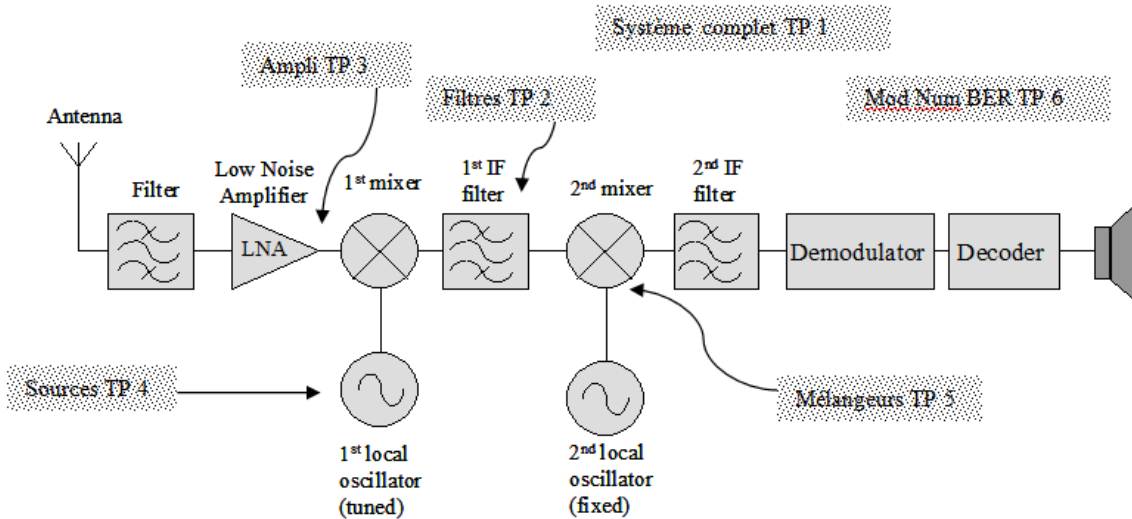 Système complet TP 1
Ampli TP 3
Filtres TP 2
Mod Num BER TP 6
Antenna
Filter
Low Noise
Amplifier
1st mixer
1st IF
filter
2nd mixer
2nd IF
filter
LNA
Demodulator
Decoder
Sources TP 4
Mélangeurs TP 5
1st local
oscillator
(tuned)
2nd local
oscillator
(fixed)